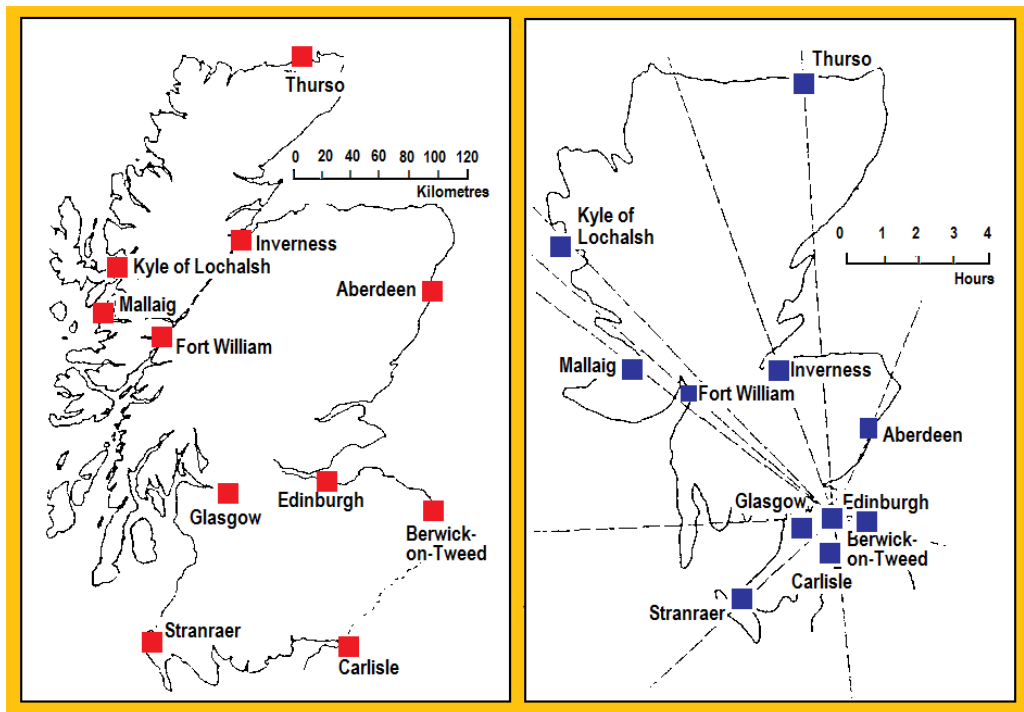 Thurso
0 20 40 60 80 100 120
Kilometres
Inverness
Kyle of Lochalsh
Aberdeen
Mallaig
Fort William
Edinburgh
Glasgow
Berwick-
on-Tweed
Stranraer
Carlisle
Thurso
Kyle of
Lochalsh
0 1 2 3 4
Hours
Mallaig
Inverness
Fort William
Aberdeen
Glasgow
Edinburgh
Berwick-
on-Tweed
Carlisle
Stranraer